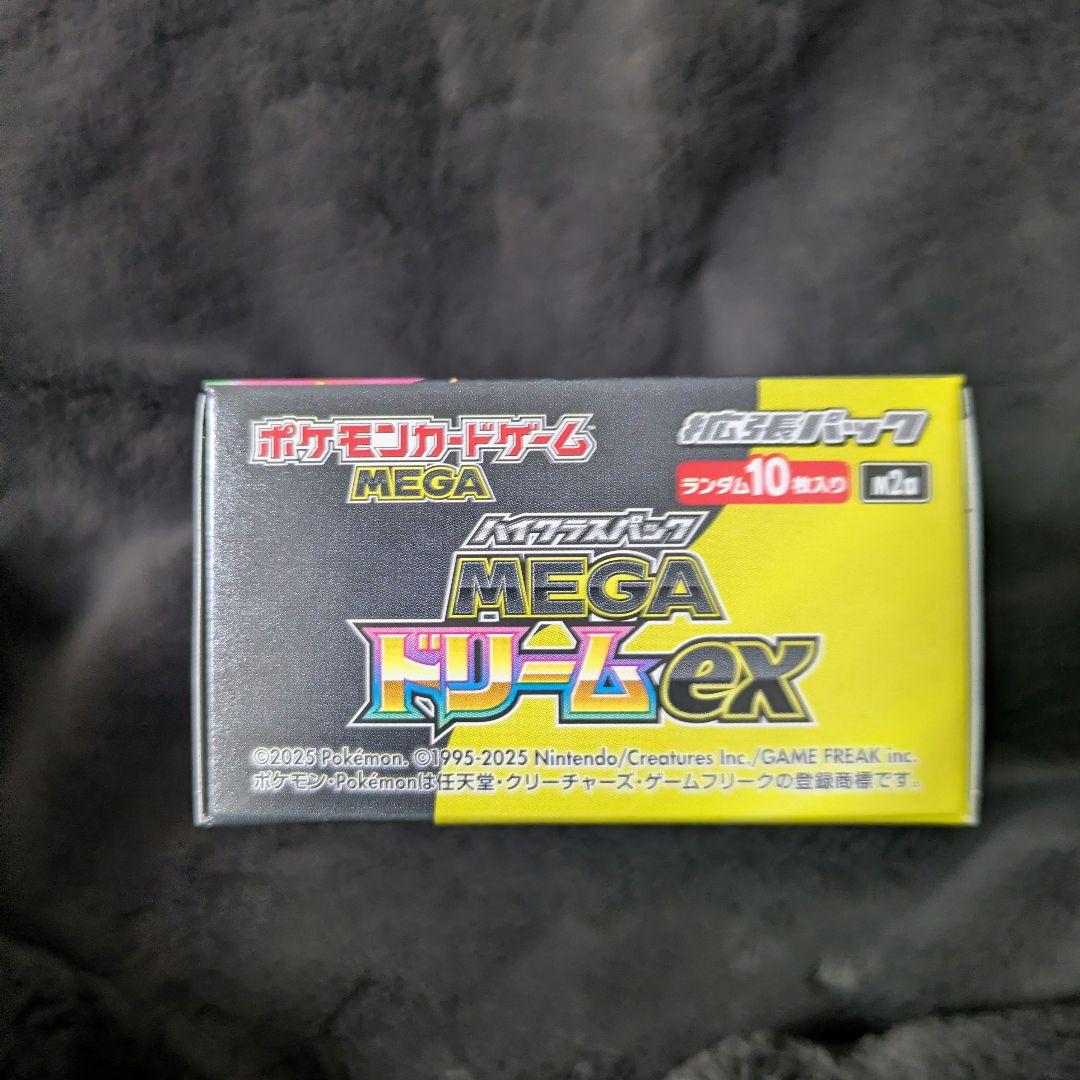 ポケモンカードゲーム
MEGA
拡張パック
ランダム10枚入り M2a
ハイクラスパック
MEGA
ドリームex
©2025 Pokémon. ©1995-2025 Nintendo/Creatures Inc./GAME FREAK inc.
ポケモン・Pokémonは任天堂・クリーチャーズ・ゲームフリークの登録商標です。